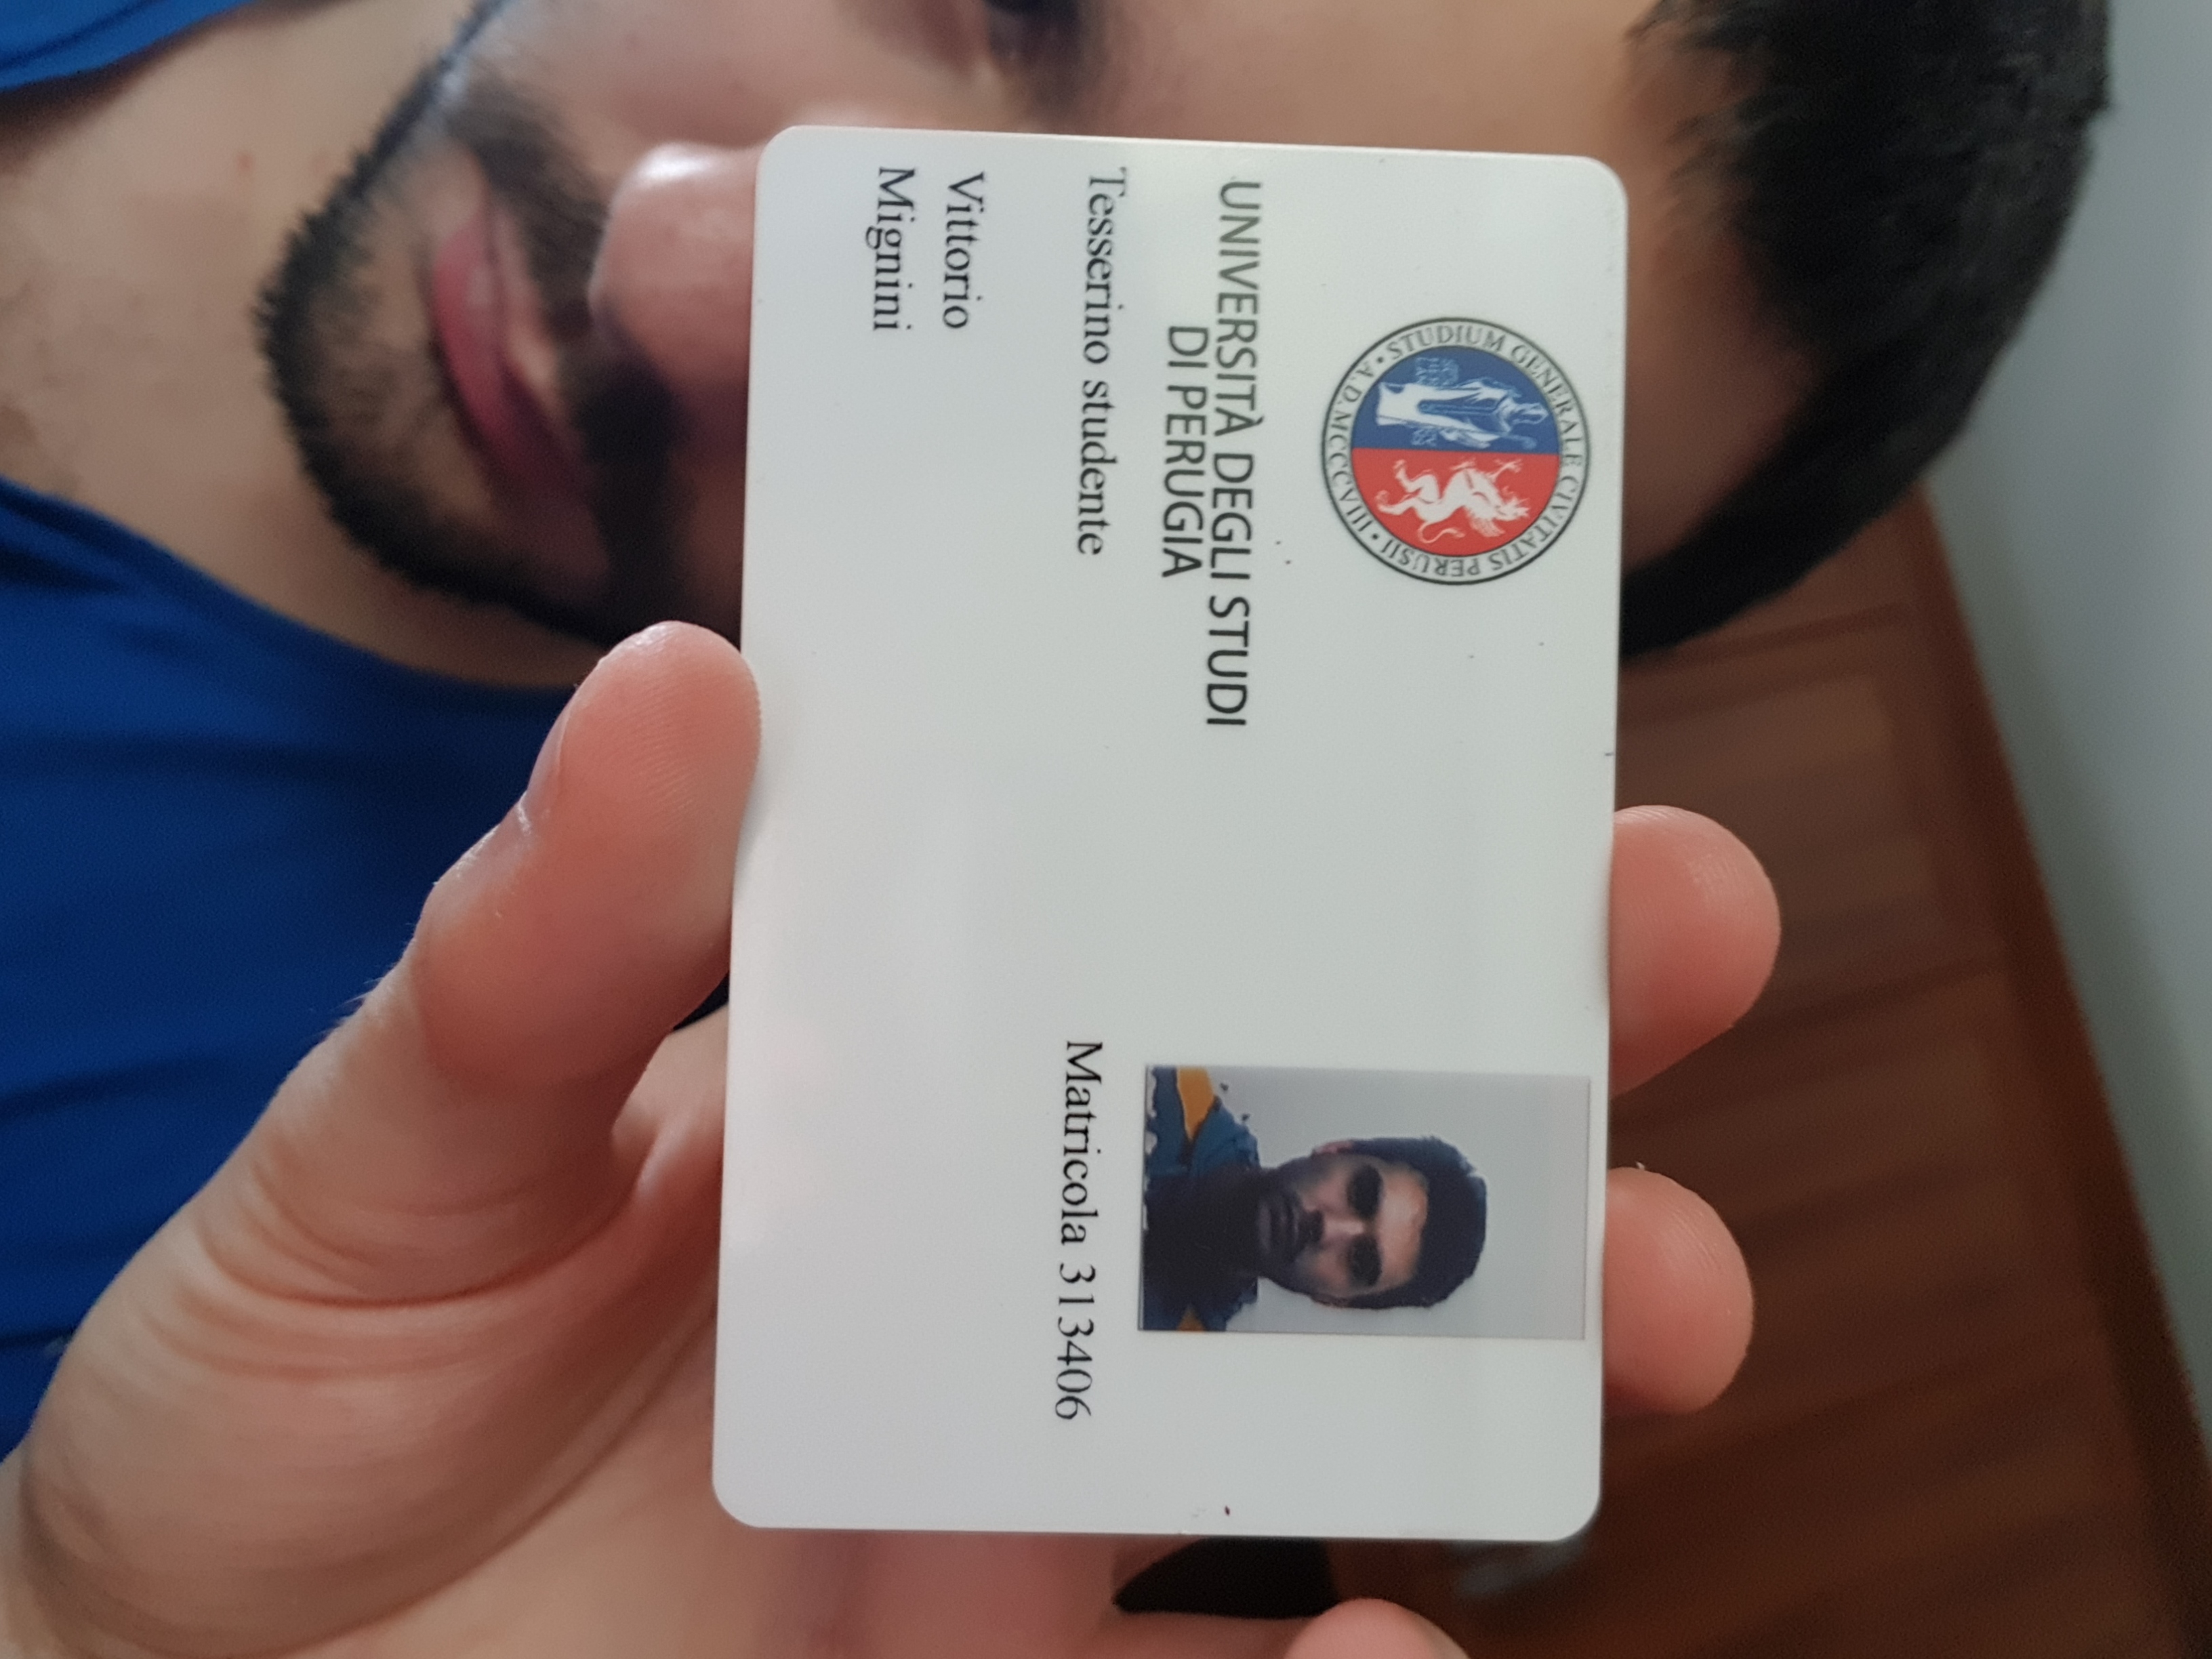 STUDIUM GENERALE CIVITATIS PERUSII • A.D. MCCCVIII •
UNIVERSITÀ DEGLI STUDI
DI PERUGIA
Tesserino studente
Matricola 313406
Vittorio
Mignini